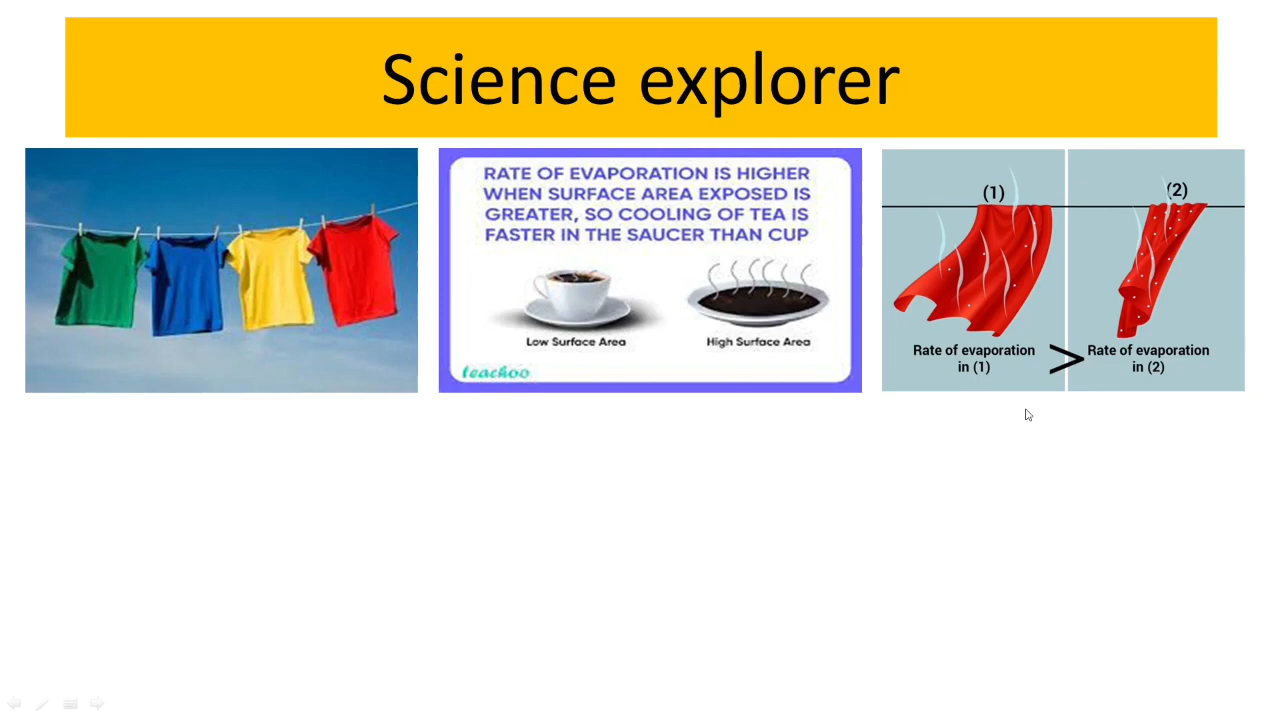 Science explorer
RATE OF EVAPORATION IS HIGHER
WHEN SURFACE AREA EXPOSED IS
GREATER, SO COOLING OF TEA IS
FASTER IN THE SAUCER THAN CUP
Low Surface Area
High Surface Area
teachoo
(1)
(2)
Rate of evaporation
in (1)
>
Rate of evaporation
in (2)